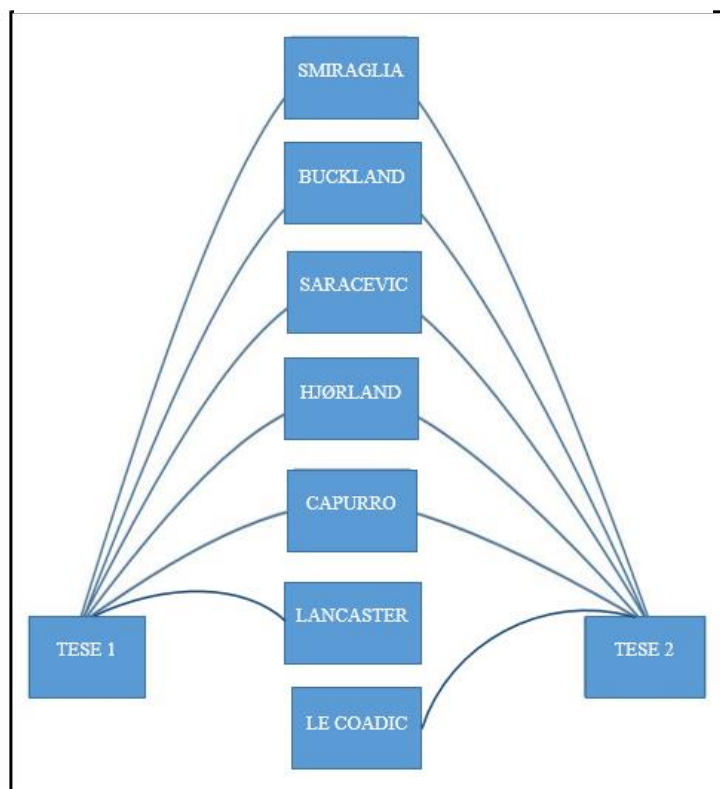 SMIRAGLIA
BUCKLAND
SARACEVIC
HJØRLAND
CAPURRO
LANCASTER
TESE 1
TESE 2
LE COADIC